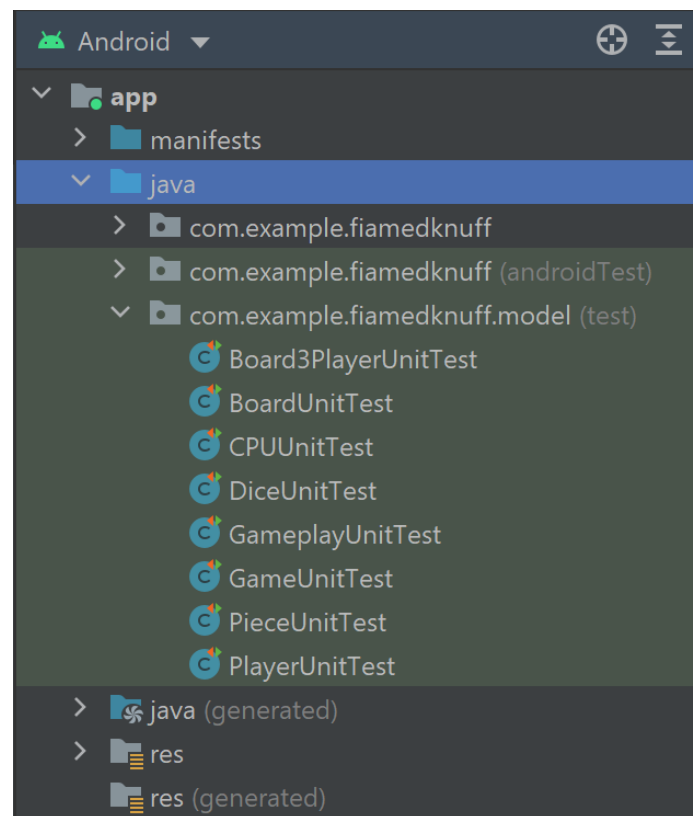 Android
app
manifests
java
com.example.fiamedknuff
com.example.fiamedknuff (androidTest)
com.example.fiamedknuff.model (test)
C Board3PlayerUnitTest
C BoardUnitTest
C CPUUnitTest
C DiceUnitTest
C GameplayUnitTest
C GameUnitTest
C PieceUnitTest
C PlayerUnitTest
java (generated)
res
res (generated)